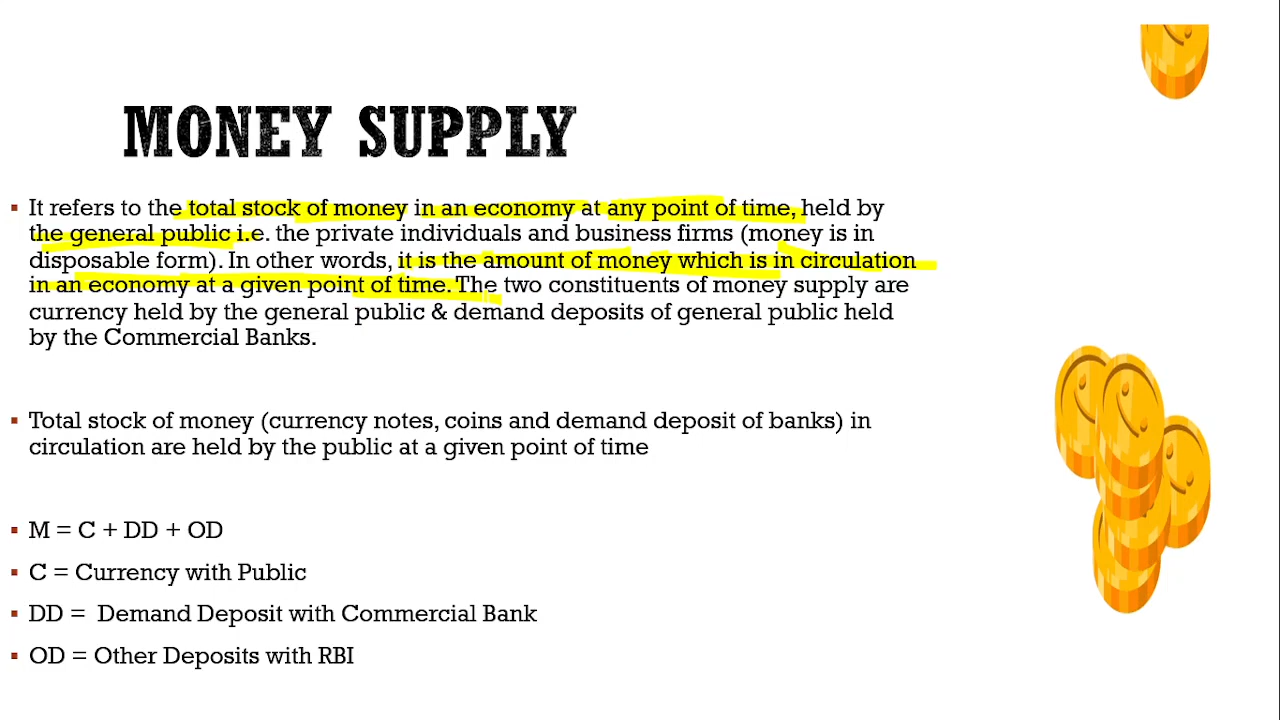 MONEY SUPPLY
▪ It refers to the total stock of money in an economy at any point of time, held by
the general public i.e. the private individuals and business firms (money is in
disposable form). In other words, it is the amount of money which is in circulation
in an economy at a given point of time. The two constituents of money supply are
currency held by the general public & demand deposits of general public held
by the Commercial Banks.
▪ Total stock of money (currency notes, coins and demand deposit of banks) in
circulation are held by the public at a given point of time
▪ M = C + DD + OD
▪ C = Currency with Public
▪ DD = Demand Deposit with Commercial Bank
▪ OD = Other Deposits with RBI